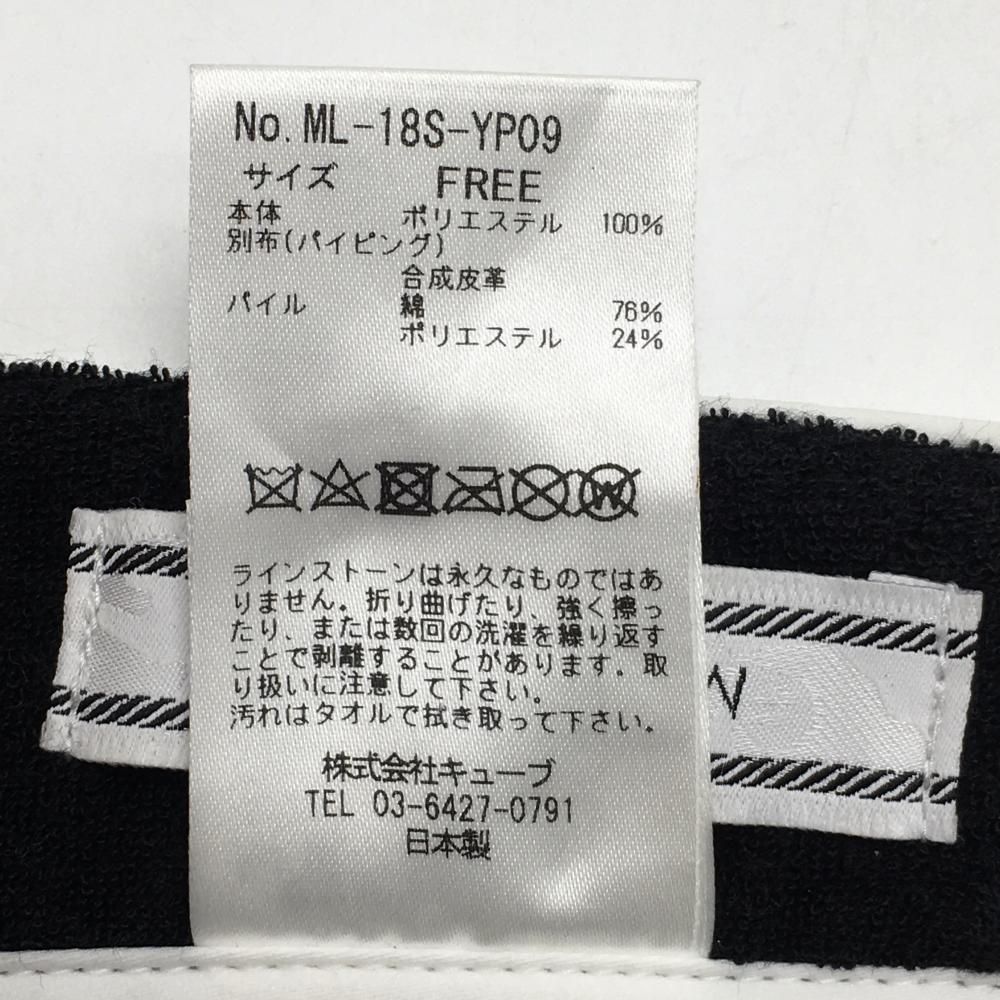 No. ML-18S-YP09
サイズ FREE
本体 ポリエステル 100%
別布(パイピング)
合成皮革
パイル 綿 76%
ポリエステル 24%
ラインストーンは永久なものではあ
りません。折り曲げたり、強く擦っ
たり、または数回の洗濯を繰り返す
ことで剥離することがあります。取
り扱いに注意して下さい。
汚れはタオルで拭き取って下さい。
株式会社キューブ
TEL 03-6427-0791
日本製